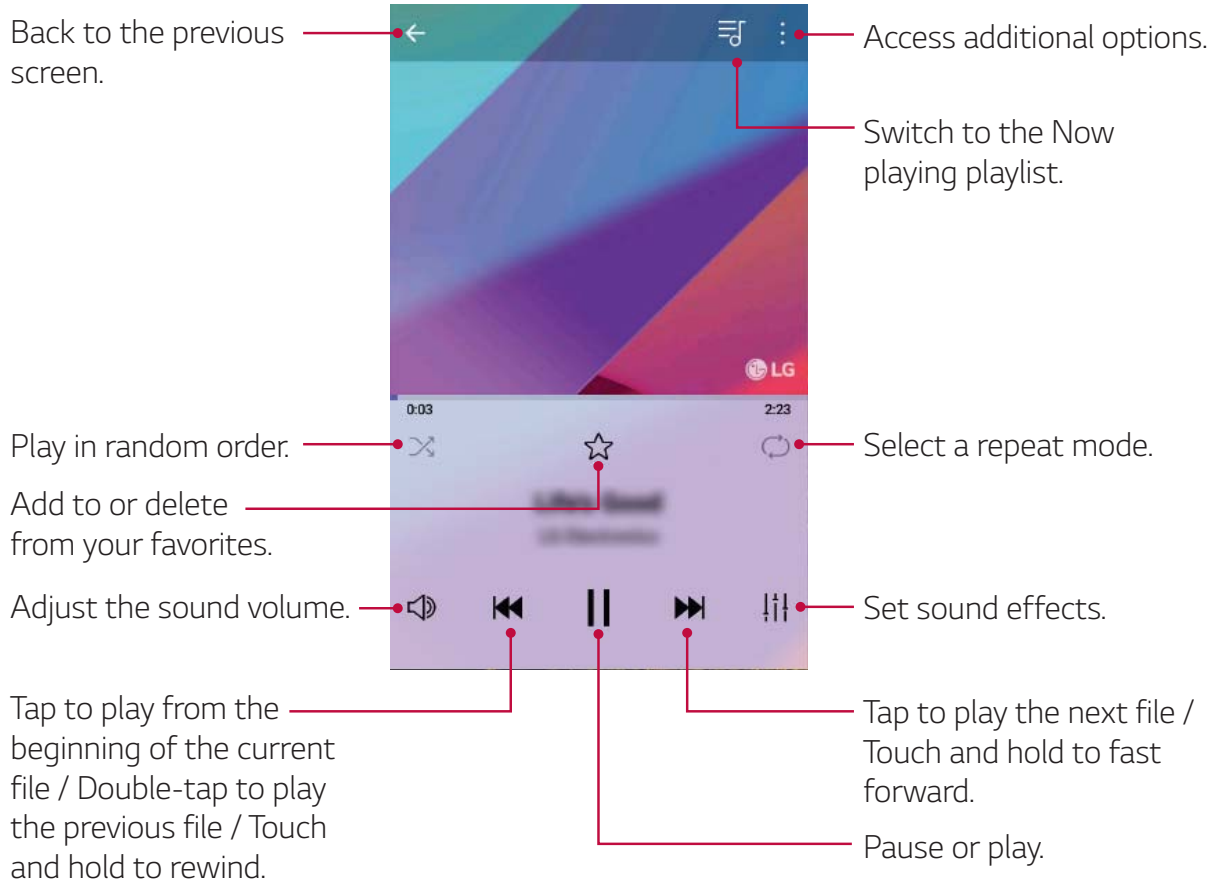 Back to the previous
screen.
Access additional options.
Switch to the Now
playing playlist.
LG
0:03
2:23
Play in random order.
Select a repeat mode.
Add to or delete
from your favorites.
Adjust the sound volume.
Set sound effects.
Tap to play from the
beginning of the current
file / Double-tap to play
the previous file / Touch
and hold to rewind.
Tap to play the next file /
Touch and hold to fast
forward.
Pause or play.